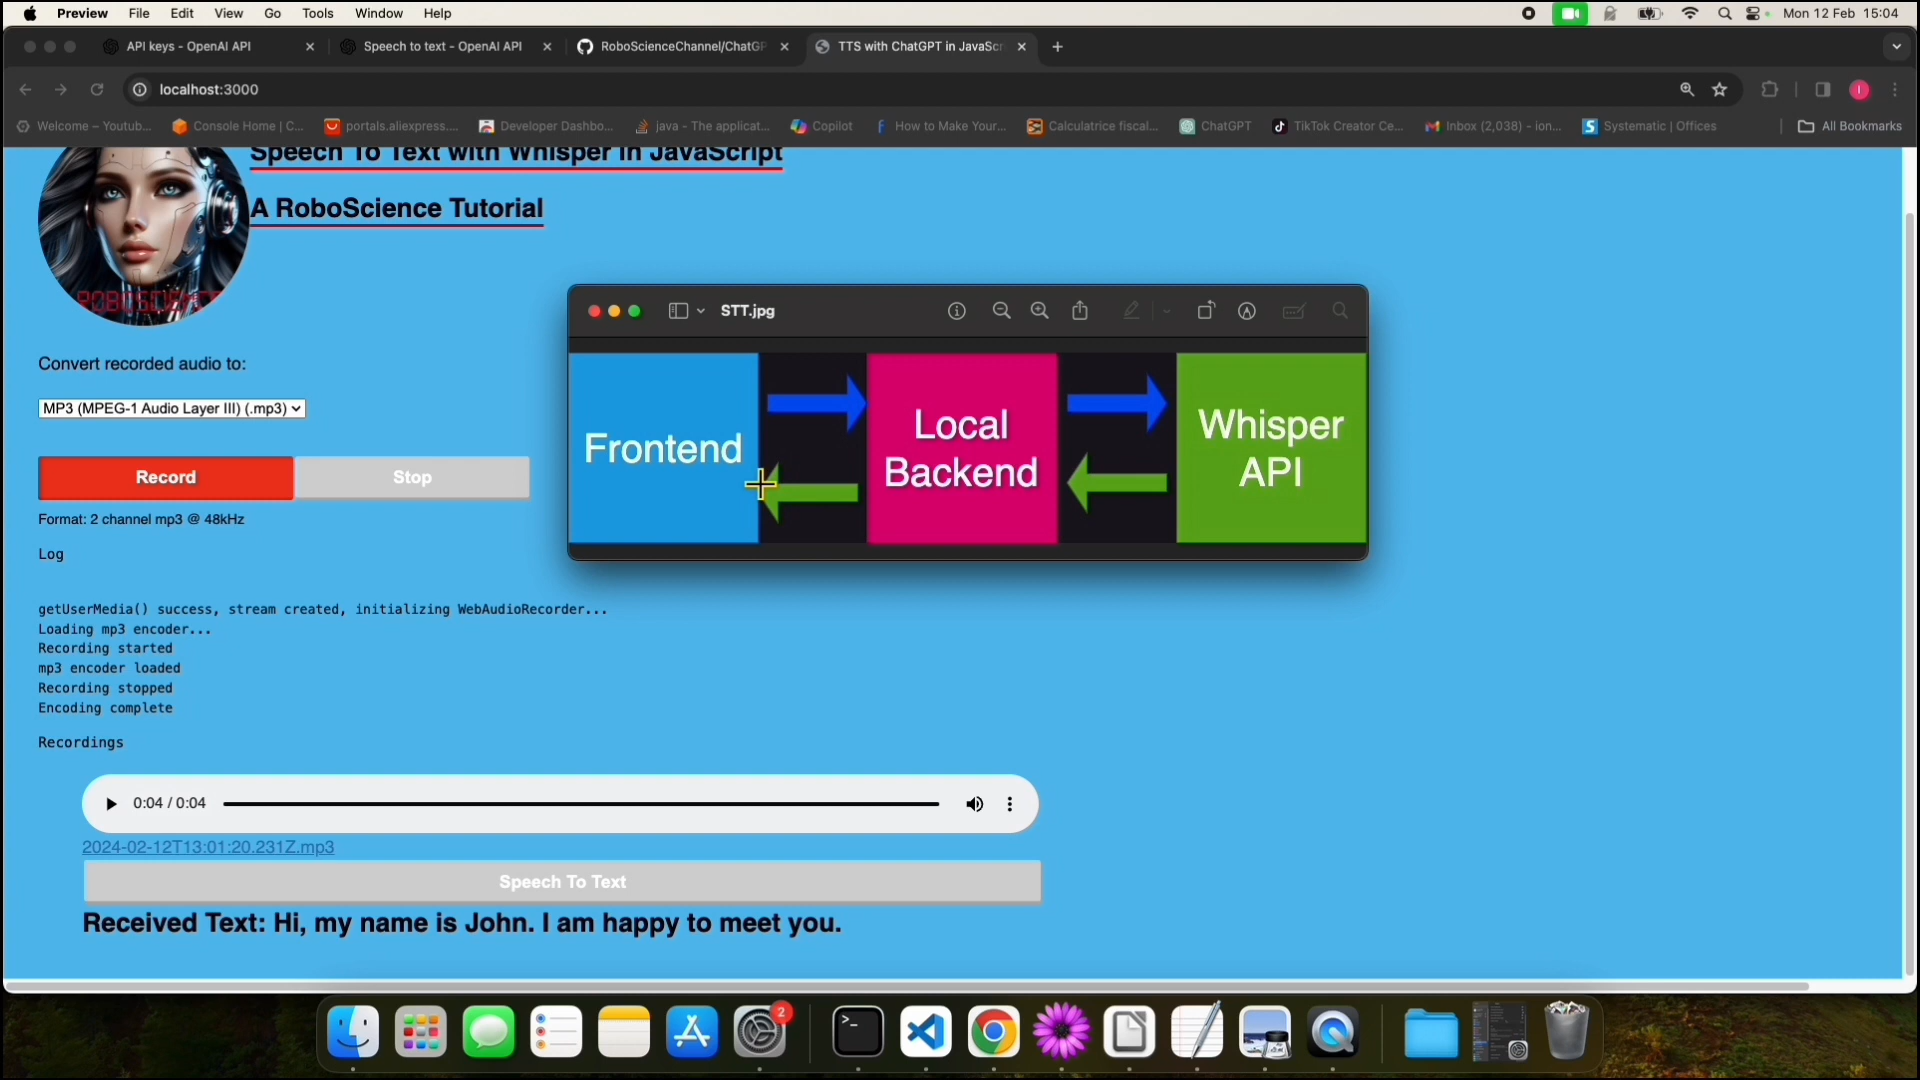 Preview File Edit View Go Tools Window Help Mon 12 Feb 15:04
API keys - OpenAI API Speech to text - OpenAI API RoboScienceChannel/ChatGP TTS with ChatGPT in JavaScri
localhost:3000
Welcome – Youtub... Console Home | C... portals.aliexpress.... Developer Dashbo... java - The applicat... Copilot How to Make Your... Calculatrice fiscal... ChatGPT TikTok Creator Ce... Inbox (2,038) - ion... Systematic | Offices All Bookmarks
Speech To Text with Whisper in JavaScript
A RoboScience Tutorial
Convert recorded audio to:
MP3 (MPEG-1 Audio Layer III) (.mp3)
Record Stop
Format: 2 channel mp3 @ 48kHz
STT.jpg
Frontend
Local
Backend
Whisper
API
Log
getUserMedia() success, stream created, initializing WebAudioRecorder...
Loading mp3 encoder...
Recording started
mp3 encoder loaded
Recording stopped
Encoding complete
Recordings
0:04 / 0:04
2024-02-12T13:01:20.231Z.mp3
Speech To Text
Received Text: Hi, my name is John. I am happy to meet you.
2